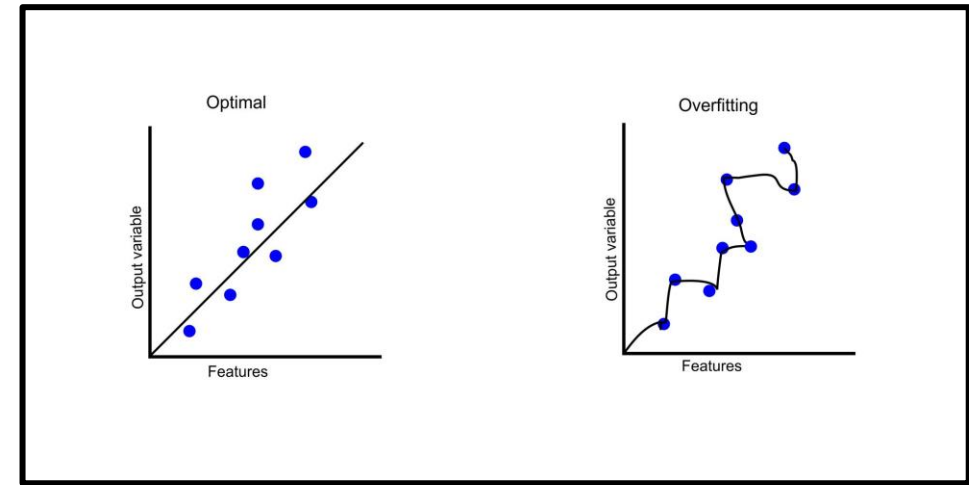 Optimal
Output variable
Features
Overfitting
Output variable
Features